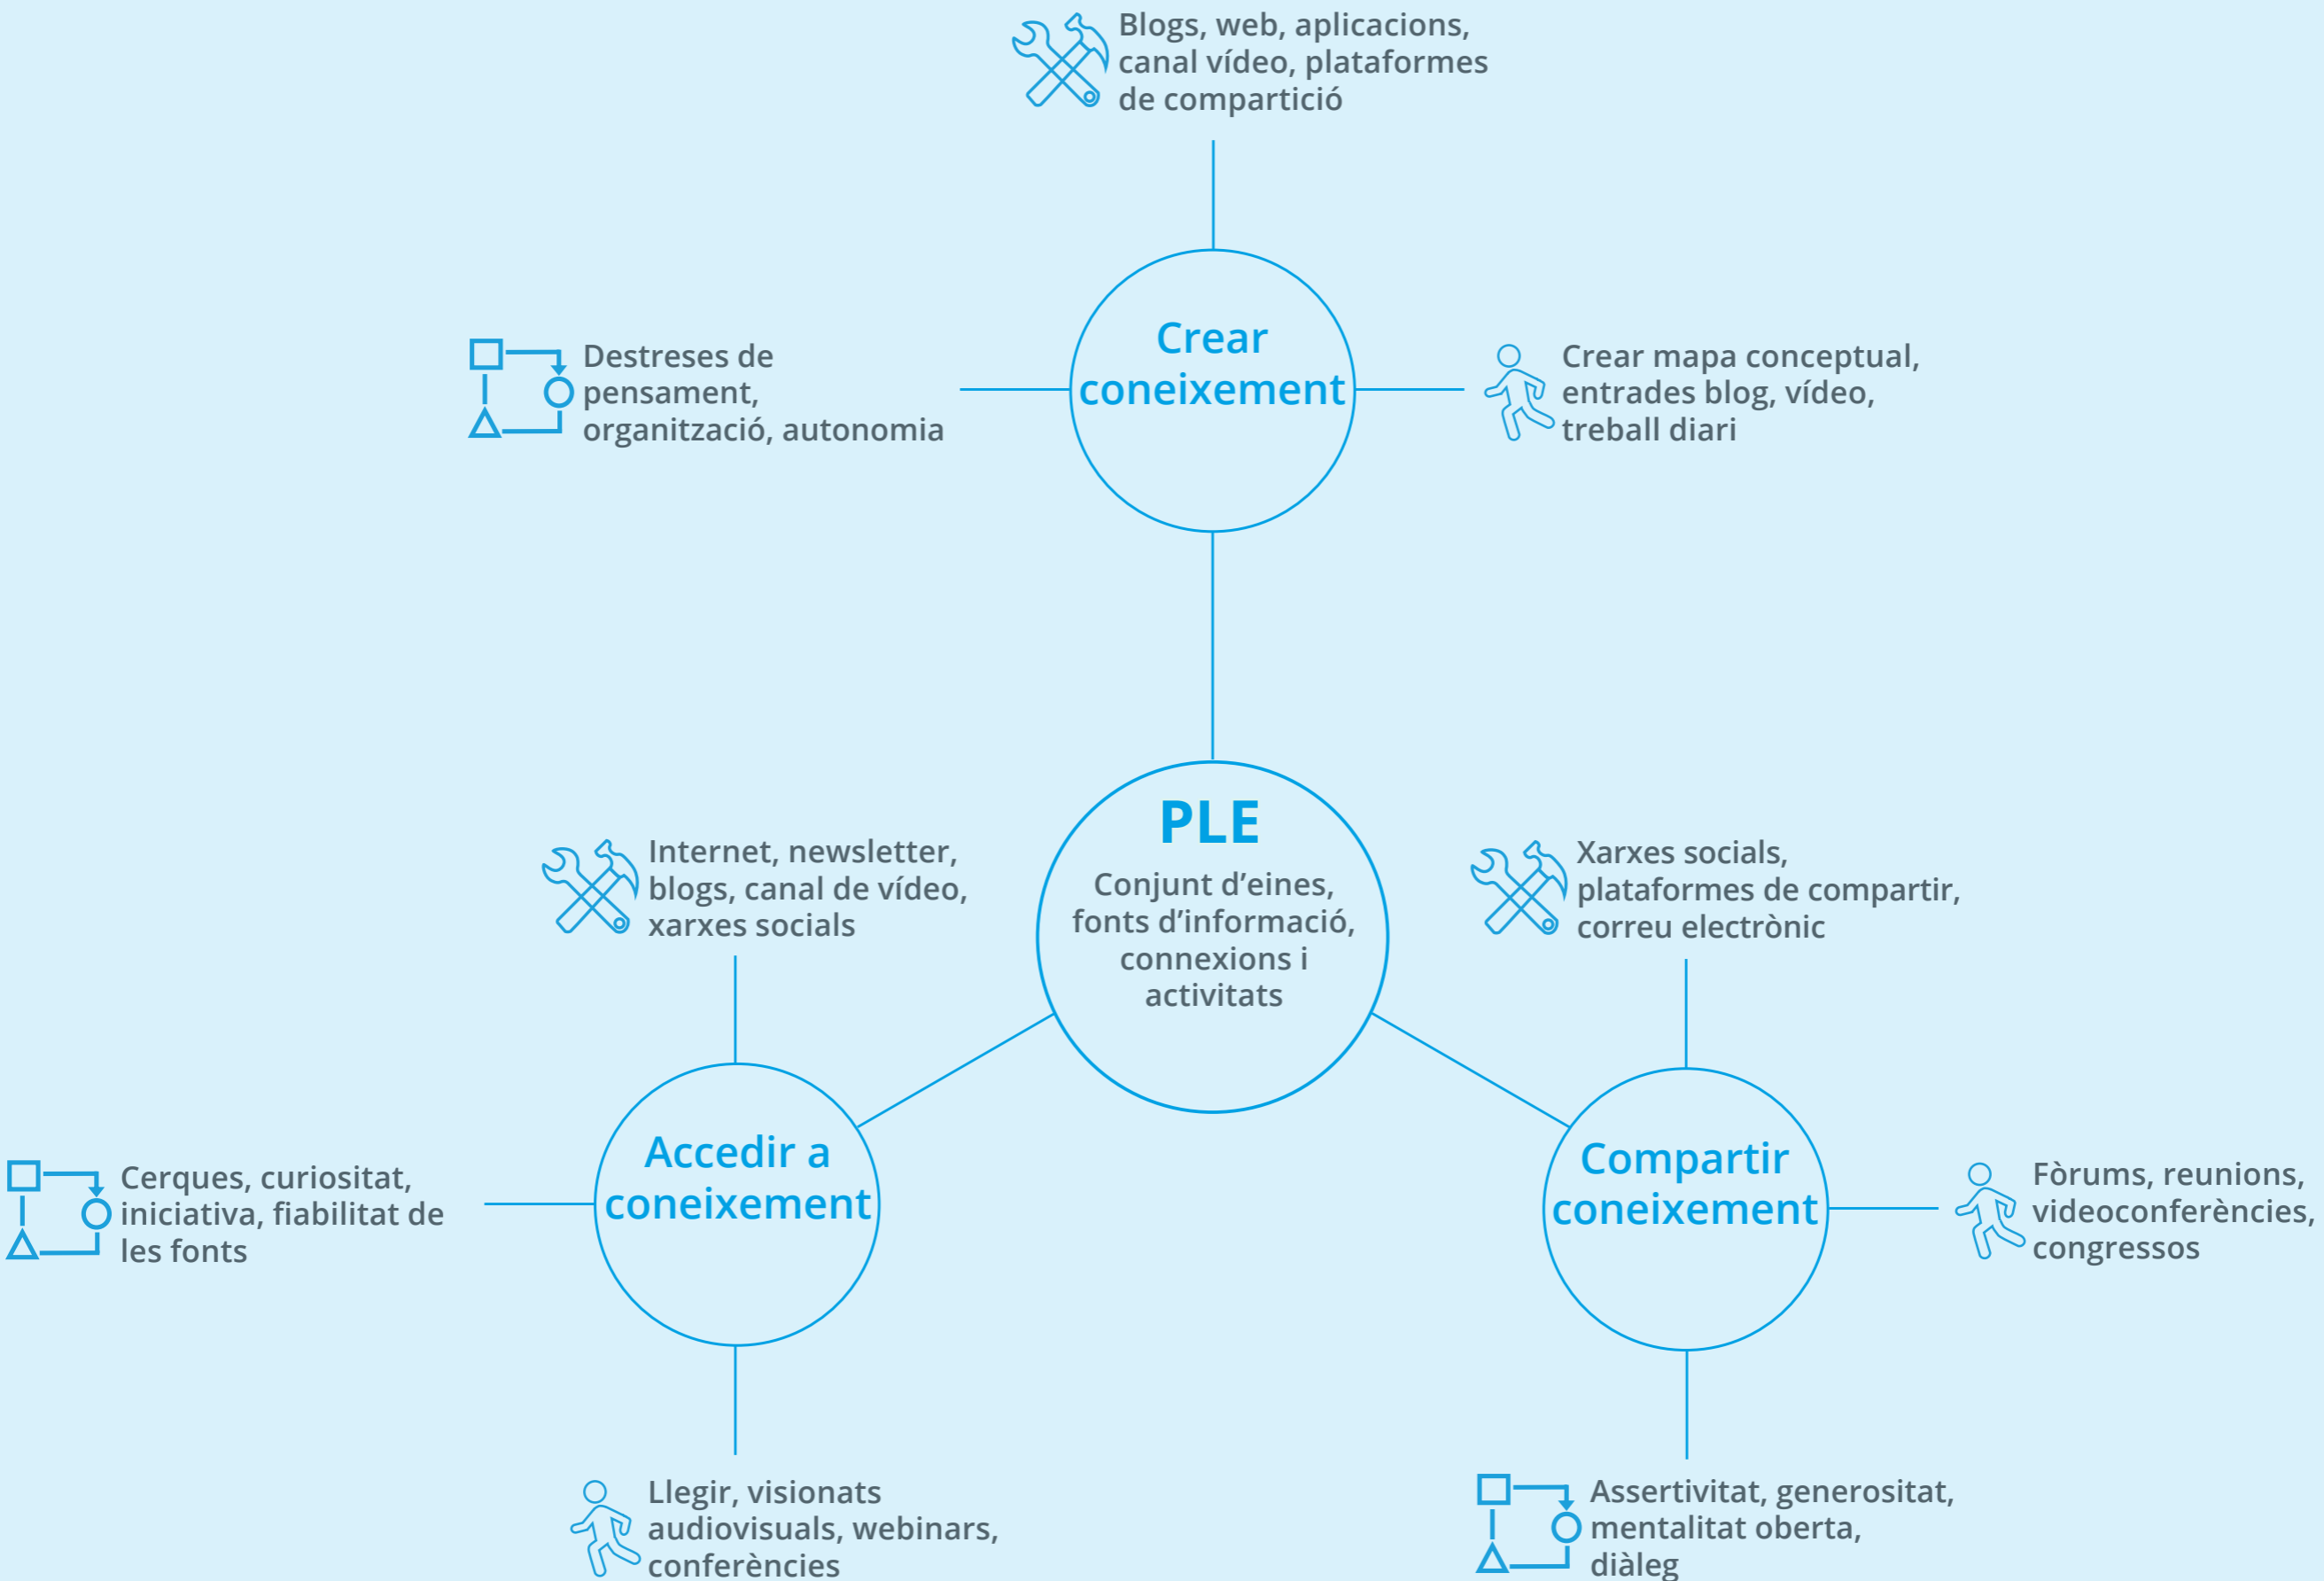 Blogs, web, aplicacions,
canal vídeo, plataformes
de compartició
Crear
coneixement
Destreses de
pensament,
organització, autonomia
Crear mapa conceptual,
entrades blog, vídeo,
treball diari
PLE
Conjunt d’eines,
fonts d’informació,
connexions i
activitats
Internet, newsletter,
blogs, canal de vídeo,
xarxes socials
Xarxes socials,
plataformes de compartir,
correu electrònic
Accedir a
coneixement
Cerques, curiositat,
iniciativa, fiabilitat de
les fonts
Compartir
coneixement
Fòrums, reunions,
videoconferències,
congressos
Llegir, visionats
audiovisuals, webinars,
conferències
Assertivitat, generositat,
mentalitat oberta,
diàleg